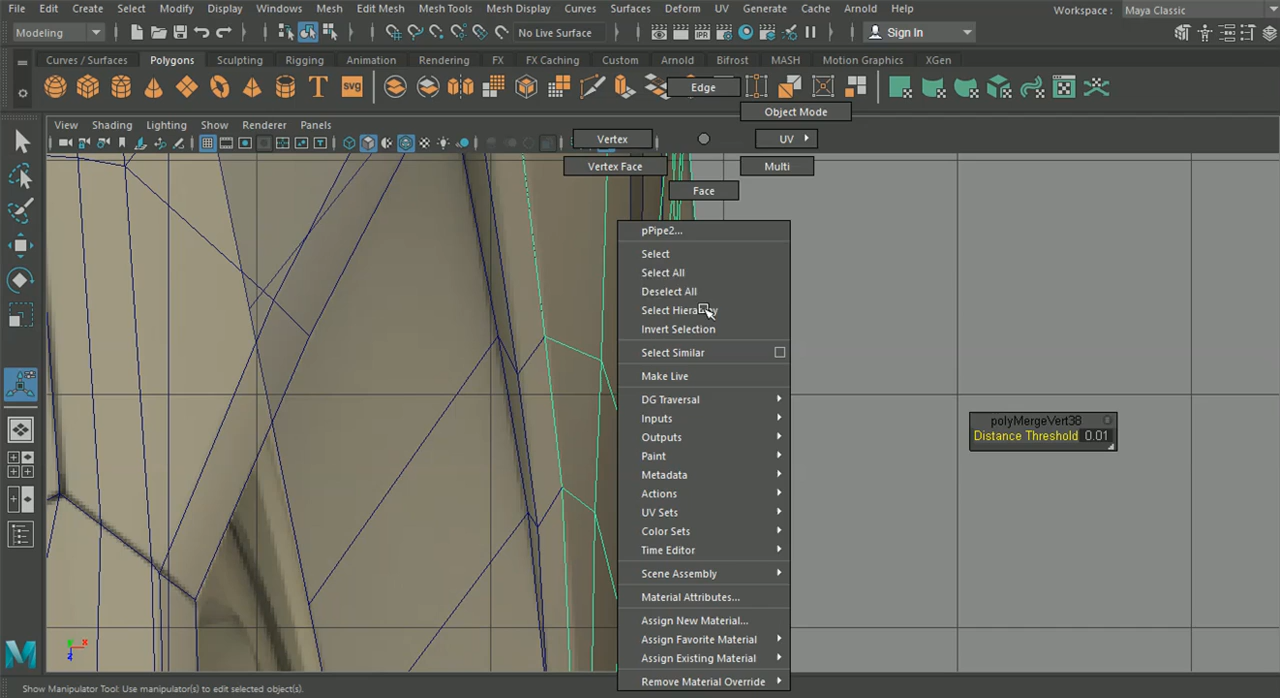 File Edit Create Select Modify Display Windows Mesh Edit Mesh Mesh Tools Mesh Display Curves Surfaces Deform UV Generate Cache Arnold Help Workspace : Maya Classic
Modeling No Live Surface Sign In
Curves / Surfaces Polygons Sculpting Rigging Animation Rendering FX FX Caching Custom Arnold Bifrost MASH Motion Graphics XGen
T SVG
Edge
Object Mode
View Shading Lighting Show Renderer Panels
Vertex UV
Vertex Face Multi
Face
pPipe2...
Select
Select All
Deselect All
Select Hierarchy
Invert Selection
Select Similar
Make Live
DG Traversal
Inputs
Outputs
Paint
Metadata
Actions
UV Sets
Color Sets
Time Editor
Scene Assembly
Material Attributes...
Assign New Material...
Assign Favorite Material
Assign Existing Material
Remove Material Override
polyMergeVert38
Distance Threshold 0.01
Y X
Z
M
Show Manipulator Tool: Use manipulator(s) to edit selected object(s).